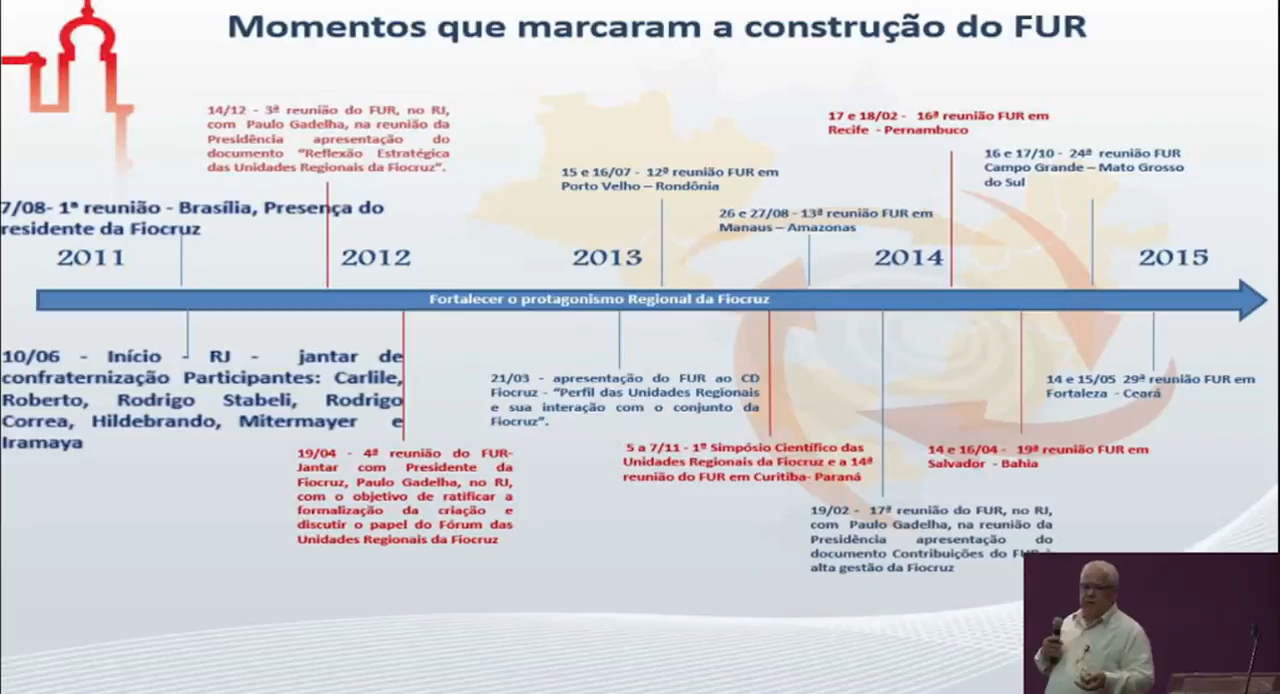 Momentos que marcaram a construção do FUR
14/12 - 3ª reunião do FUR, no RJ,
com Paulo Gadelha, na reunião da
Presidência apresentação do
documento “Reflexão Estratégica
das Unidades Regionais da Fiocruz”.
17 e 18/02 - 16ª reunião FUR em
Recife - Pernambuco
16 e 17/10 - 24ª reunião FUR
Campo Grande – Mato Grosso
do Sul
15 e 16/07 - 12ª reunião FUR em
Porto Velho – Rondônia
7/08- 1ª reunião - Brasília, Presença do
residente da Fiocruz
26 e 27/08 - 13ª reunião FUR em
Manaus – Amazonas
2011
2012
2013
2014
2015
Fortalecer o protagonismo Regional da Fiocruz
10/06 - Início - RJ - jantar de
confraternização Participantes: Carlile,
Roberto, Rodrigo Stabeli, Rodrigo
Correa, Hildebrando, Mitermayer e
Iramaya
21/03 - apresentação do FUR ao CD
Fiocruz - “Perfil das Unidades Regionais
e sua interação com o conjunto da
Fiocruz”.
14 e 15/05 29ª reunião FUR em
Fortaleza - Ceará
19/04 - 4ª reunião do FUR-
Jantar com Presidente da
Fiocruz, Paulo Gadelha, no RJ,
com o objetivo de ratificar a
formalização da criação e
discutir o papel do Fórum das
Unidades Regionais da Fiocruz
5 a 7/11 - 1º Simpósio Científico das
Unidades Regionais da Fiocruz e a 14ª
reunião do FUR em Curitiba- Paraná
14 e 16/04 - 19ª reunião FUR em
Salvador - Bahia
19/02 - 17ª reunião do FUR, no RJ,
com Paulo Gadelha, na reunião da
Presidência apresentação do
documento Contribuições do FUR à
alta gestão da Fiocruz